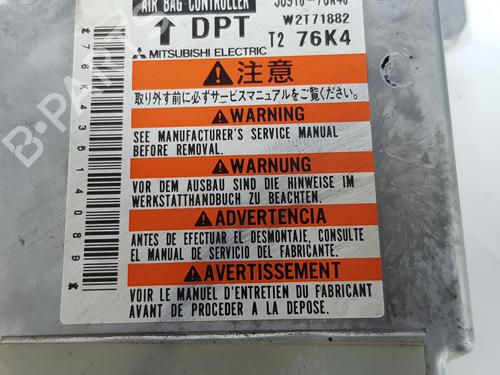 AIR BAG CONTROLLER
DPT
W2T71882
MITSUBISHI ELECTRIC
T2 76K4
注意
取り外す前に必ずサービスマニュアルをご覧ください。
WARNING
SEE MANUFACTURER'S SERVICE MANUAL
BEFORE REMOVAL.
WARNUNG
VOR DEM AUSBAU SIND DIE HINWEISE IM
WERKSTATTHANDBUCH ZU BEACHTEN.
ADVERTENCIA
ANTES DE EFECTUAR EL DESMONTAJE, CONSULTE
EL MANUAL DE SERVICIO DEL FABRICANTE.
AVERTISSEMENT
VOIR LE MANUEL D'ENTRETIEN DU FABRICANT
AVANT DE PROCEDER A LA DEPOSE.
*76K435140089*
B-PARTS